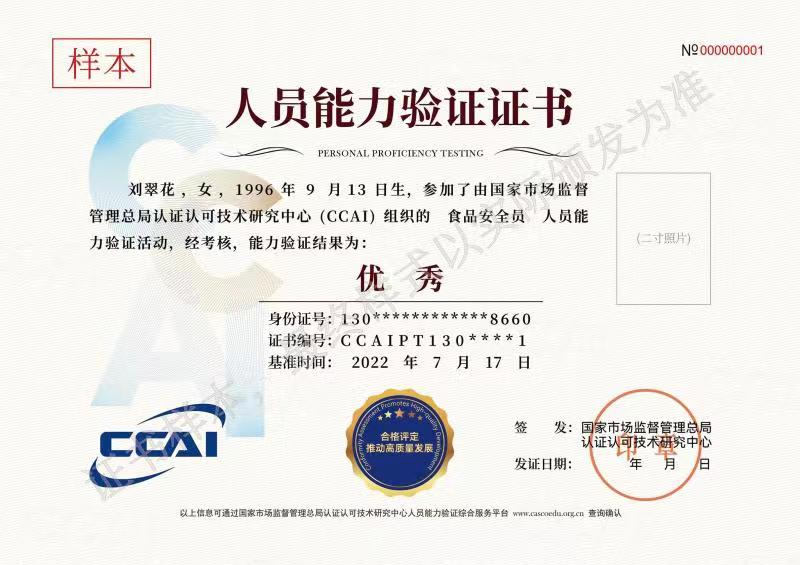 样本
№000000001
人员能力验证证书
PERSONAL PROFICIENCY TESTING
刘翠花，女，1996 年 9 月 13 日生，参加了由国家市场监督
管理总局认证认可技术研究中心 (CCAI) 组织的 食品安全员 人员能
力验证活动，经考核，能力验证结果为：
(二寸照片)
优 秀
身份证号：130************8660
证书编号：CCAIPT130****1
基准时间： 2022 年 7 月 17 日
CCAI
CCAI
Conformity Assessment Promotes High-quality Development
合格评定
推动高质量发展
签 发：国家市场监督管理总局
认证认可技术研究中心
印章
发证日期： 年 月 日
以上信息可通过国家市场监督管理总局认证认可技术研究中心人员能力验证综合服务平台 www.cascoedu.org.cn 查询确认
证书样本，最终样式以实际颁发为准